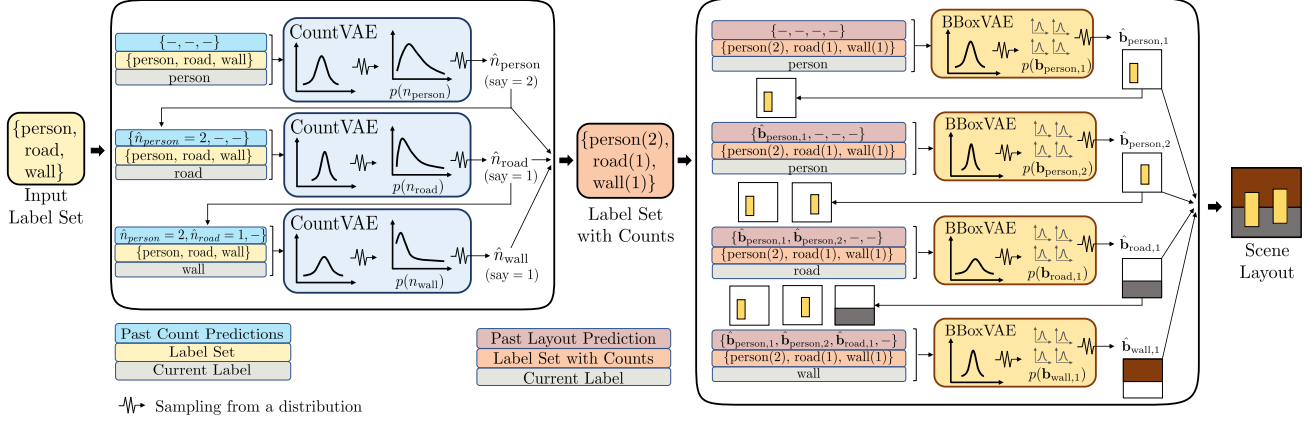 {person,
road,
wall}
Input
Label Set
{−, −, −}
{person, road, wall}
person
CountVAE
p(n_person)
n̂_person
(say = 2)
{n̂_person = 2, −, −}
{person, road, wall}
road
CountVAE
p(n_road)
n̂_road
(say = 1)
n̂_person = 2, n̂_road = 1, −}
{person, road, wall}
wall
CountVAE
p(n_wall)
n̂_wall
(say = 1)
Past Count Predictions
Label Set
Current Label
Sampling from a distribution
{person(2),
road(1),
wall(1)}
Label Set
with Counts
Past Layout Prediction
Label Set with Counts
Current Label
{−, −, −, −}
{person(2), road(1), wall(1)}
person
BBoxVAE
p(b_person,1)
b̂_person,1
{b̂_person,1, −, −, −}
{person(2), road(1), wall(1)}
person
BBoxVAE
p(b_person,2)
b̂_person,2
{b̂_person,1, b̂_person,2, −, −}
{person(2), road(1), wall(1)}
road
BBoxVAE
p(b_road,1)
b̂_road,1
{b̂_person,1, b̂_person,2, b̂_road,1, −}
{person(2), road(1), wall(1)}
wall
BBoxVAE
p(b_wall,1)
b̂_wall,1
Scene
Layout